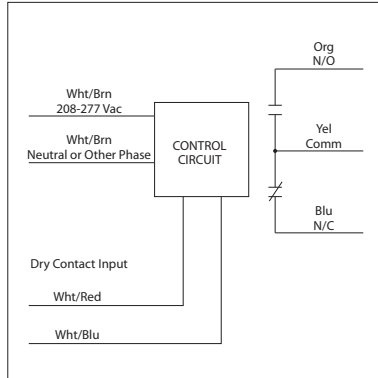 Org
N/O
Wht/Brn
208-277 Vac
Yel
Comm
Wht/Brn
Neutral or Other Phase
CONTROL
CIRCUIT
Blu
N/C
Dry Contact Input
Wht/Red
Wht/Blu